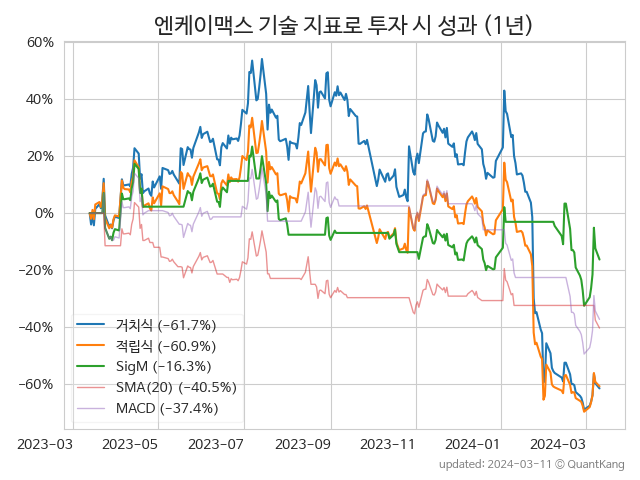 엔케이맥스 기술 지표로 투자 시 성과 (1년)
60%
40%
20%
0%
−20%
−40%
−60%
거치식 (−61.7%)
적립식 (−60.9%)
SigM (−16.3%)
SMA(20) (−40.5%)
MACD (−37.4%)
2023-03 2023-05 2023-07 2023-09 2023-11 2024-01 2024-03
updated: 2024-03-11 © QuantKang